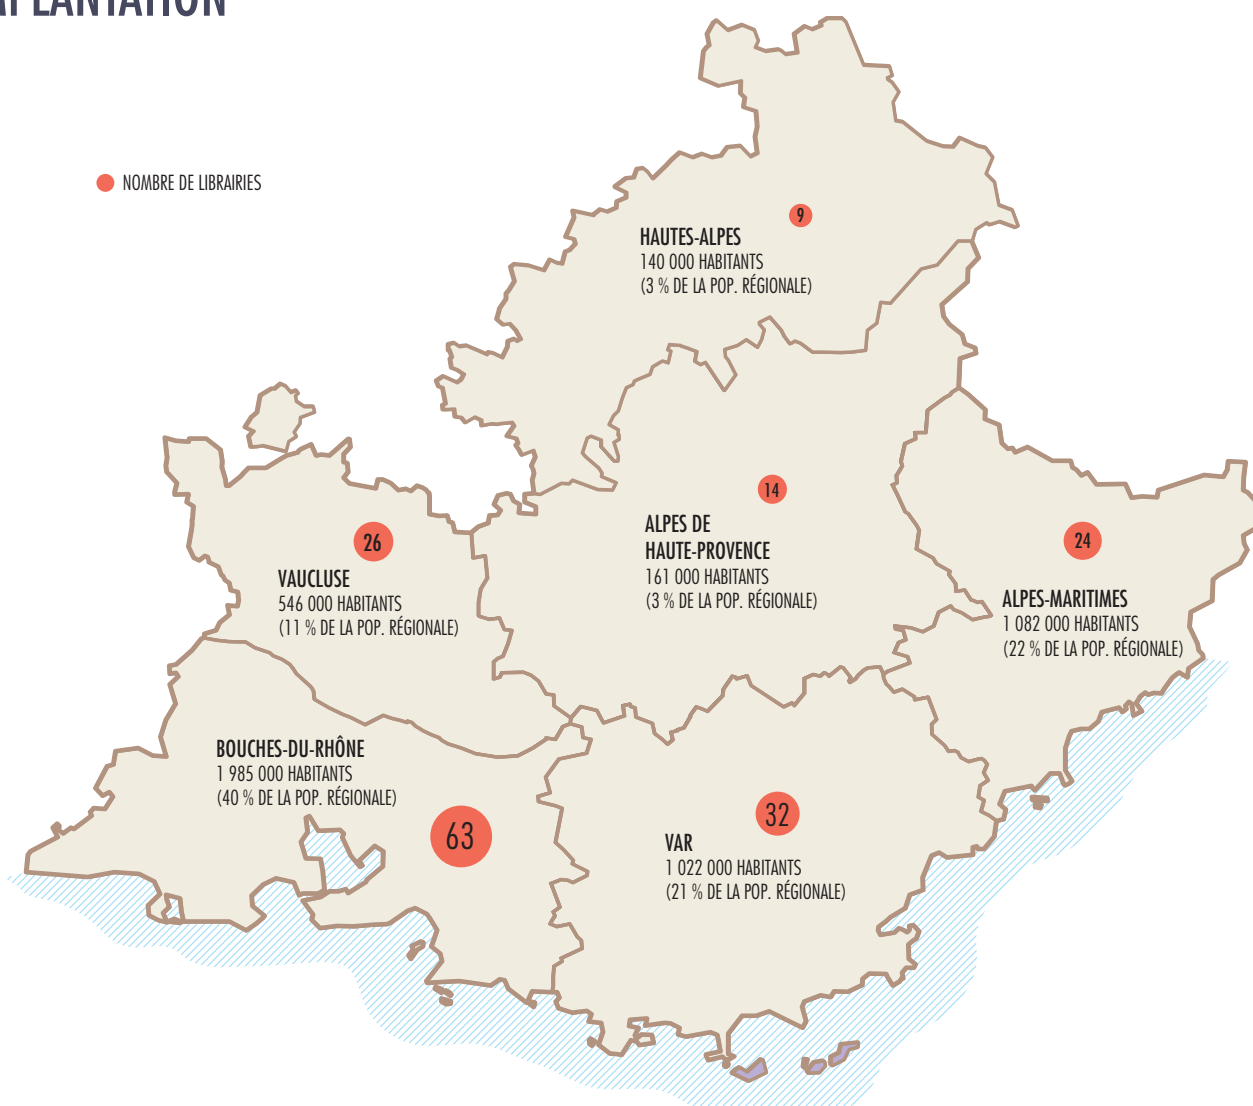 NOMBRE DE LIBRAIRIES
9
HAUTES-ALPES
140 000 HABITANTS
(3 % DE LA POP. RÉGIONALE)
14
ALPES DE
HAUTE-PROVENCE
161 000 HABITANTS
(3 % DE LA POP. RÉGIONALE)
26
VAUCLUSE
546 000 HABITANTS
(11 % DE LA POP. RÉGIONALE)
24
ALPES-MARITIMES
1 082 000 HABITANTS
(22 % DE LA POP. RÉGIONALE)
BOUCHES-DU-RHÔNE
1 985 000 HABITANTS
(40 % DE LA POP. RÉGIONALE)
63
32
VAR
1 022 000 HABITANTS
(21 % DE LA POP. RÉGIONALE)